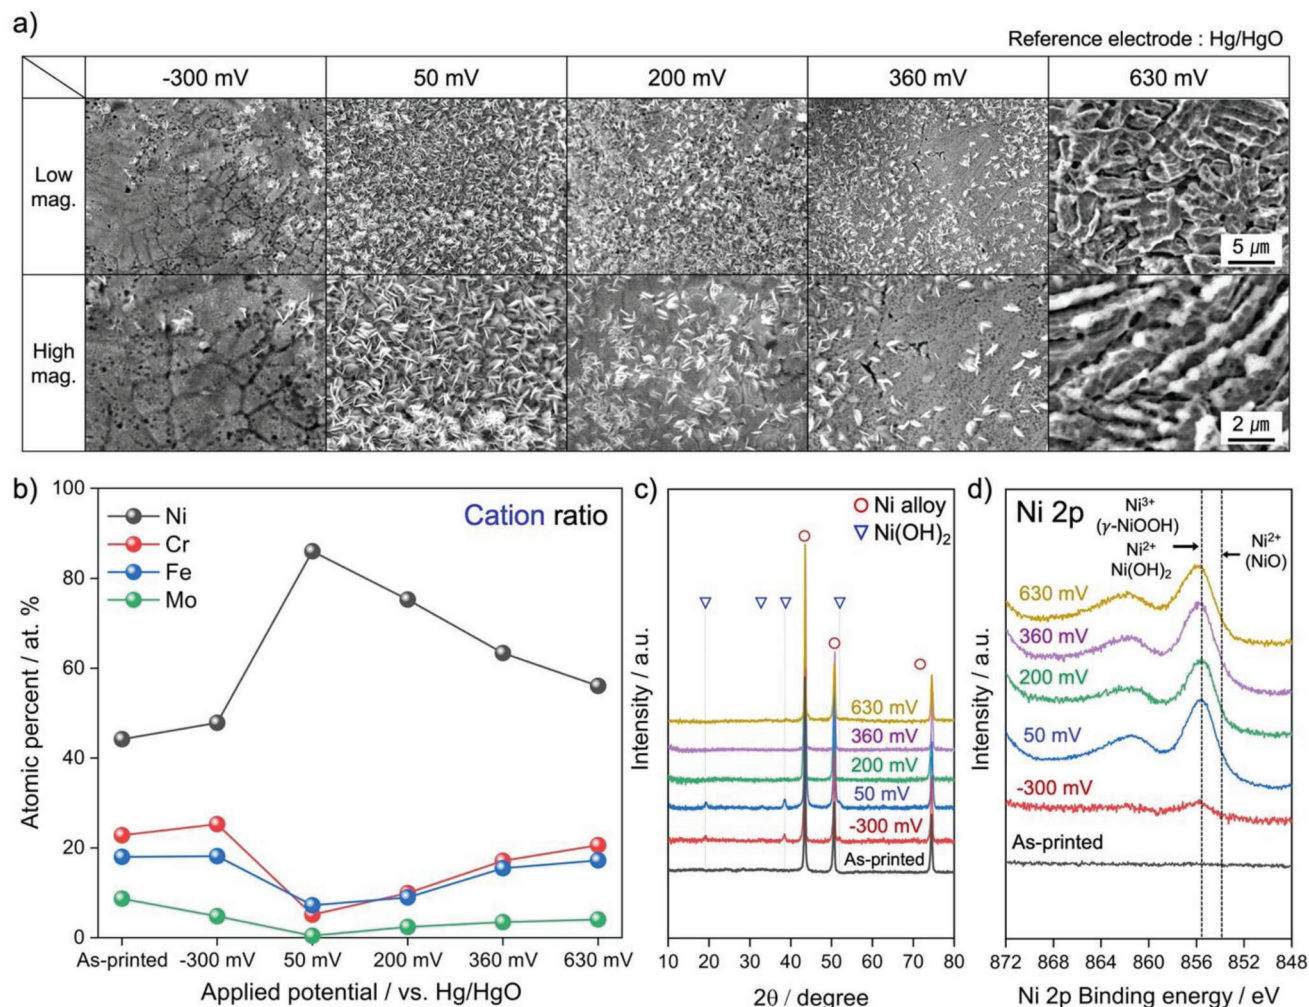 a)
Reference electrode : Hg/HgO
-300 mV 50 mV 200 mV 360 mV 630 mV
Low
mag.
5 μm
High
mag.
2 μm
b)
100
80
60
40
20
0
Atomic percent / at. %
Ni
Cr
Fe
Mo
Cation ratio
As-printed -300 mV 50 mV 200 mV 360 mV 630 mV
Applied potential / vs. Hg/HgO
c)
Ni alloy
Ni(OH)2
Intensity / a.u.
630 mV
360 mV
200 mV
50 mV
-300 mV
As-printed
10 20 30 40 50 60 70 80
2θ / degree
d)
Ni 2p
Ni3+
(γ-NiOOH)
Ni2+
Ni(OH)2
Ni2+
(NiO)
Intensity / a.u.
630 mV
360 mV
200 mV
50 mV
-300 mV
As-printed
872 868 864 860 856 852 848
Ni 2p Binding energy / eV